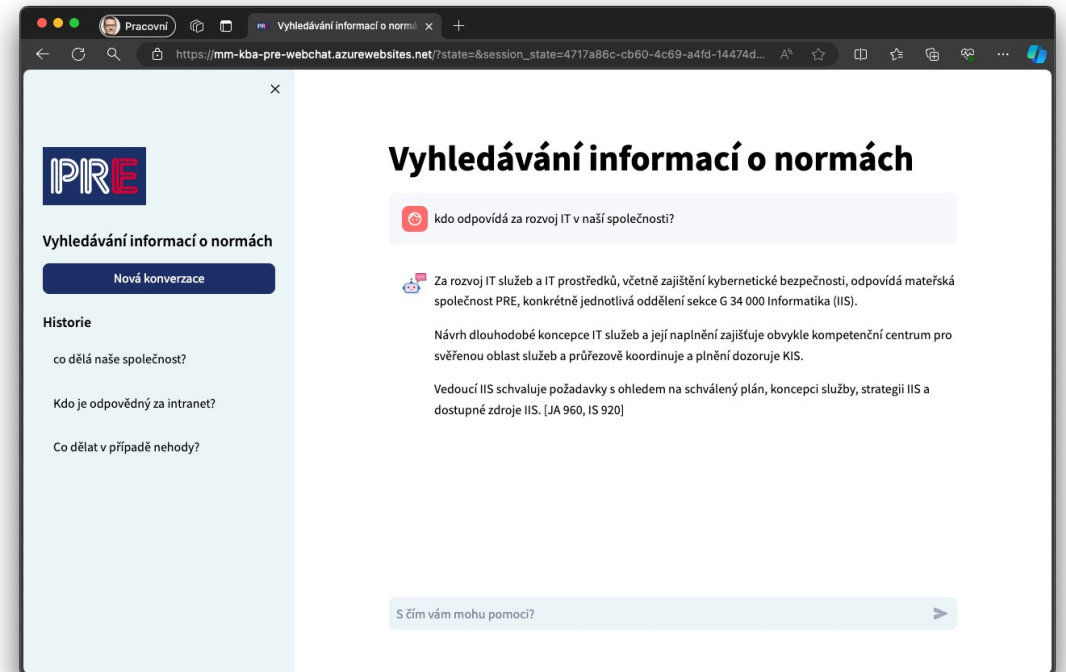 Pracovní
PRE Vyhledávání informací o normá
https://mm-kba-pre-webchat.azurewebsites.net/?state=&session_state=4717a86c-cb60-4c69-a4fd-14474d...
PRE
Vyhledávání informací o normách
Nová konverzace
Historie
co dělá naše společnost?
Kdo je odpovědný za intranet?
Co dělat v případě nehody?
Vyhledávání informací o normách
kdo odpovídá za rozvoj IT v naší společnosti?
Za rozvoj IT služeb a IT prostředků, včetně zajištění kybernetické bezpečnosti, odpovídá mateřská
společnost PRE, konkrétně jednotlivá oddělení sekce G 34 000 Informatika (IIS).
Návrh dlouhodobé koncepce IT služeb a její naplnění zajišťuje obvykle kompetenční centrum pro
svěřenou oblast služeb a průřezově koordinuje a plnění dozoruje KIS.
Vedoucí IIS schvaluje požadavky s ohledem na schválený plán, koncepci služby, strategii IIS a
dostupné zdroje IIS. [JA 960, IS 920]
S čím vám mohu pomoci?